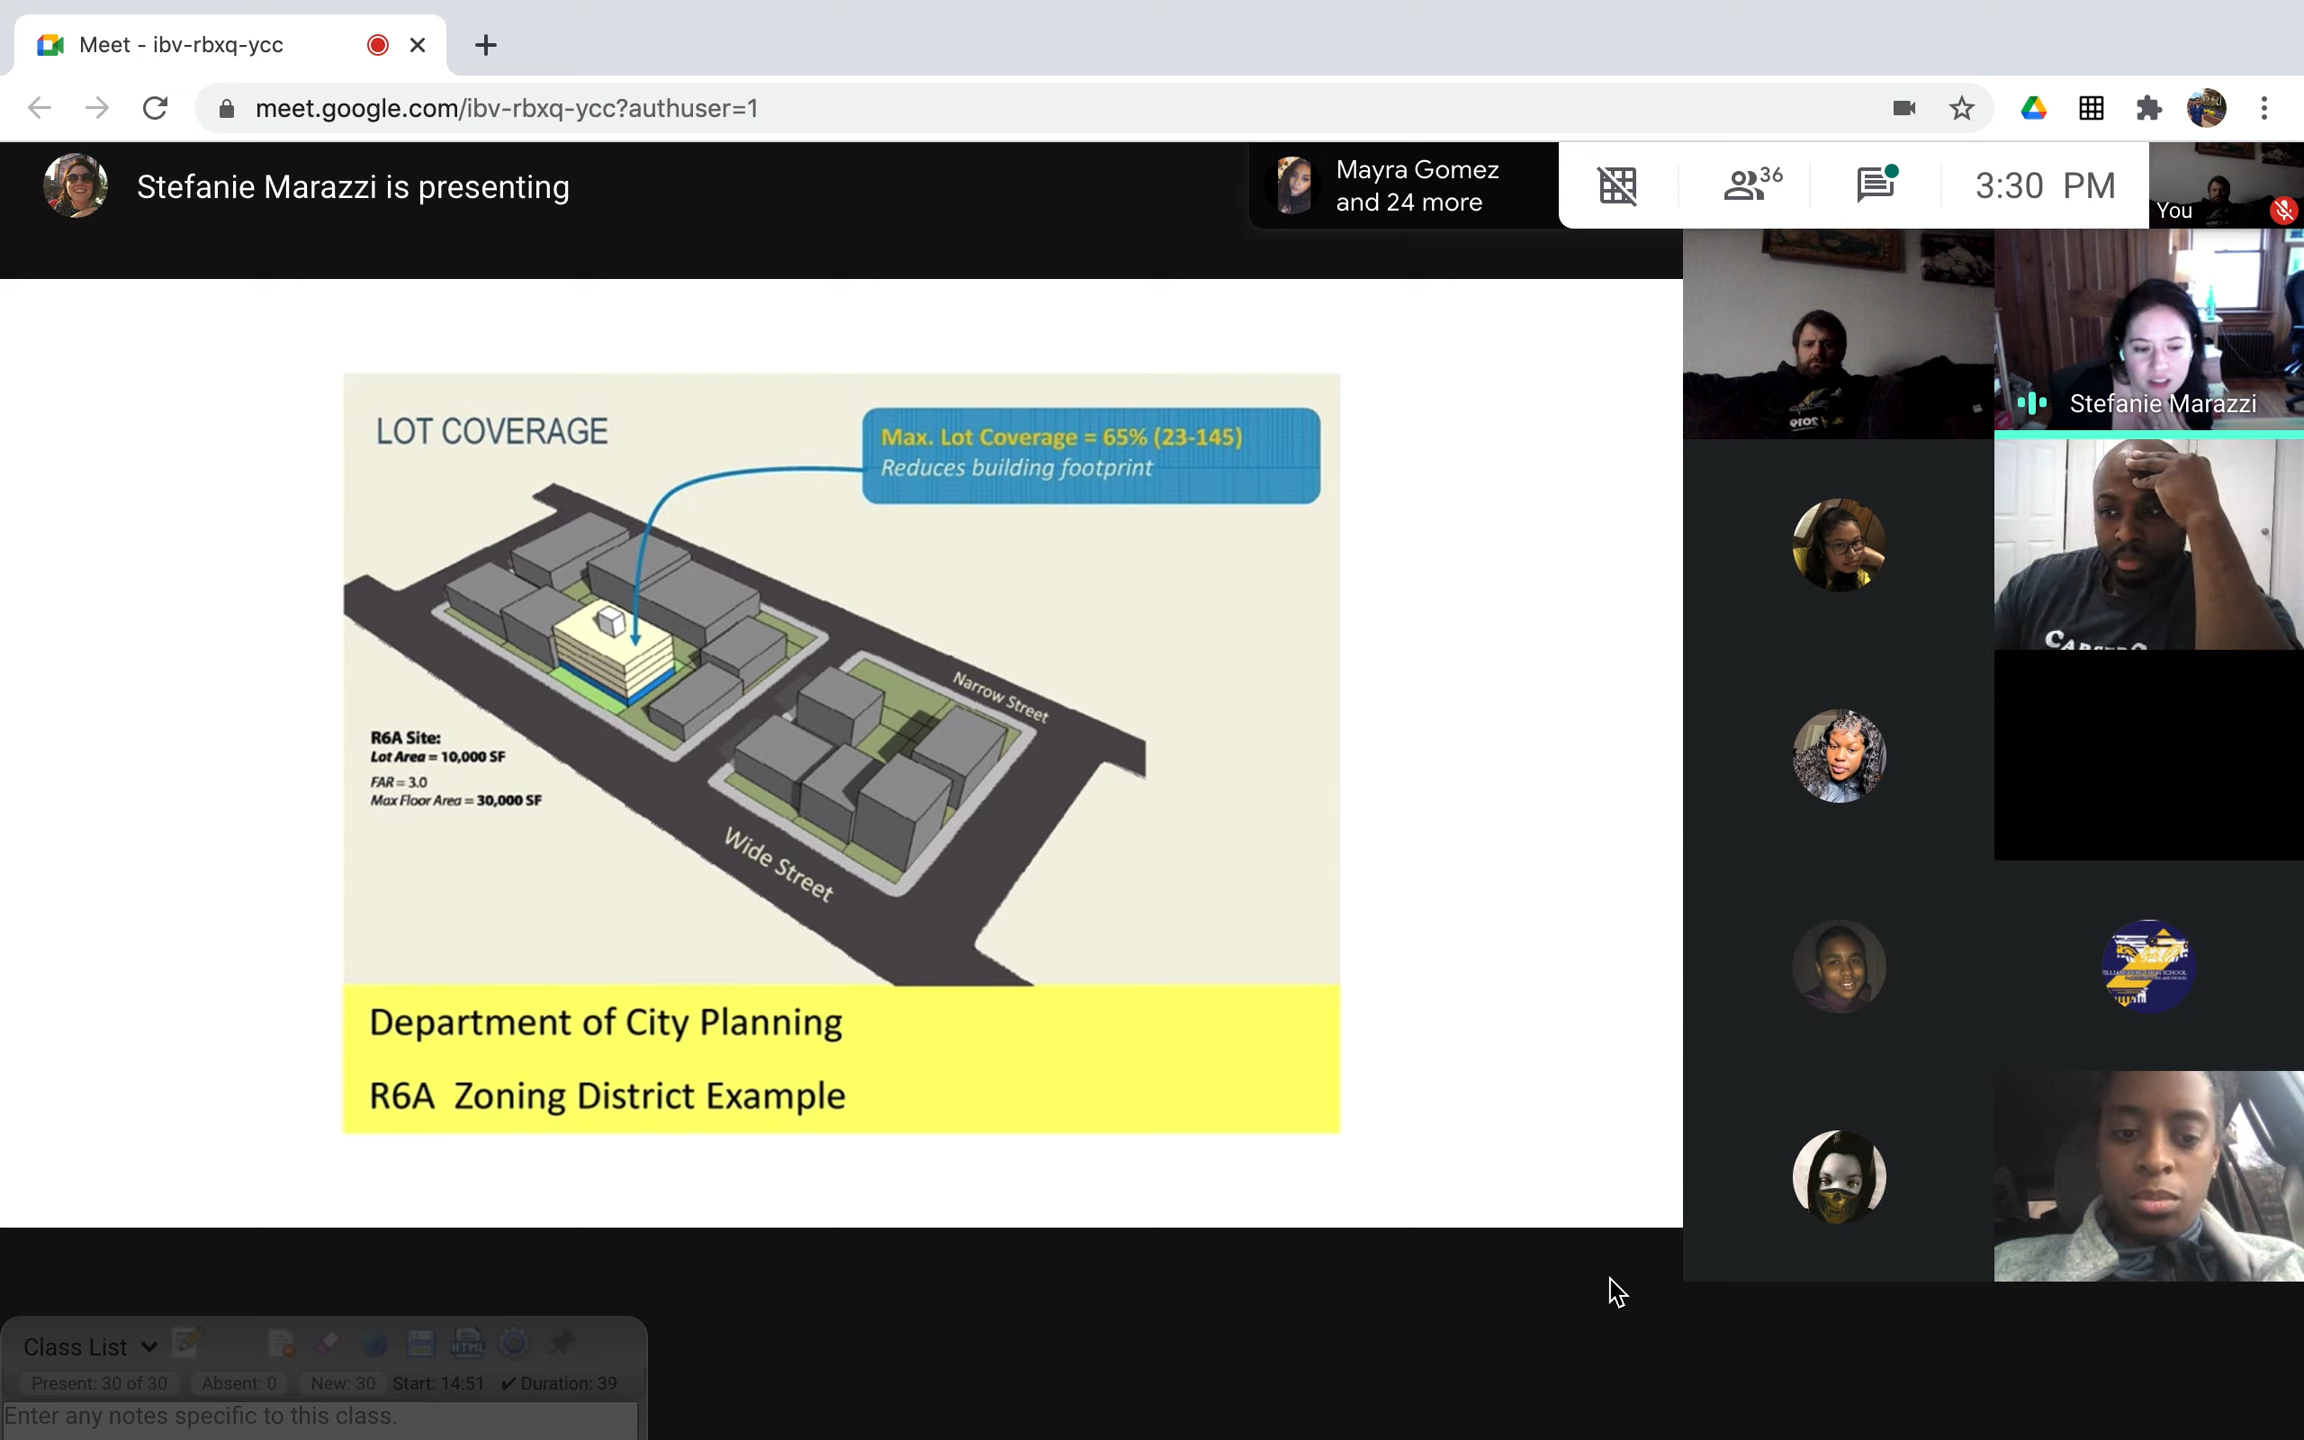 Meet - ibv-rbxq-ycc
meet.google.com/ibv-rbxq-ycc?authuser=1
Stefanie Marazzi is presenting
Mayra Gomez
and 24 more
36
3:30 PM
You
Stefanie Marazzi
LOT COVERAGE
Max. Lot Coverage = 65% (23-145)
Reduces building footprint
Narrow Street
R6A Site:
Lot Area = 10,000 SF
FAR = 3.0
Max Floor Area = 30,000 SF
Wide Street
Department of City Planning
R6A Zoning District Example
Class List
HTML
Present: 30 of 30
Absent: 0
New: 30
Start: 14:51
✔ Duration: 39
Enter any notes specific to this class.